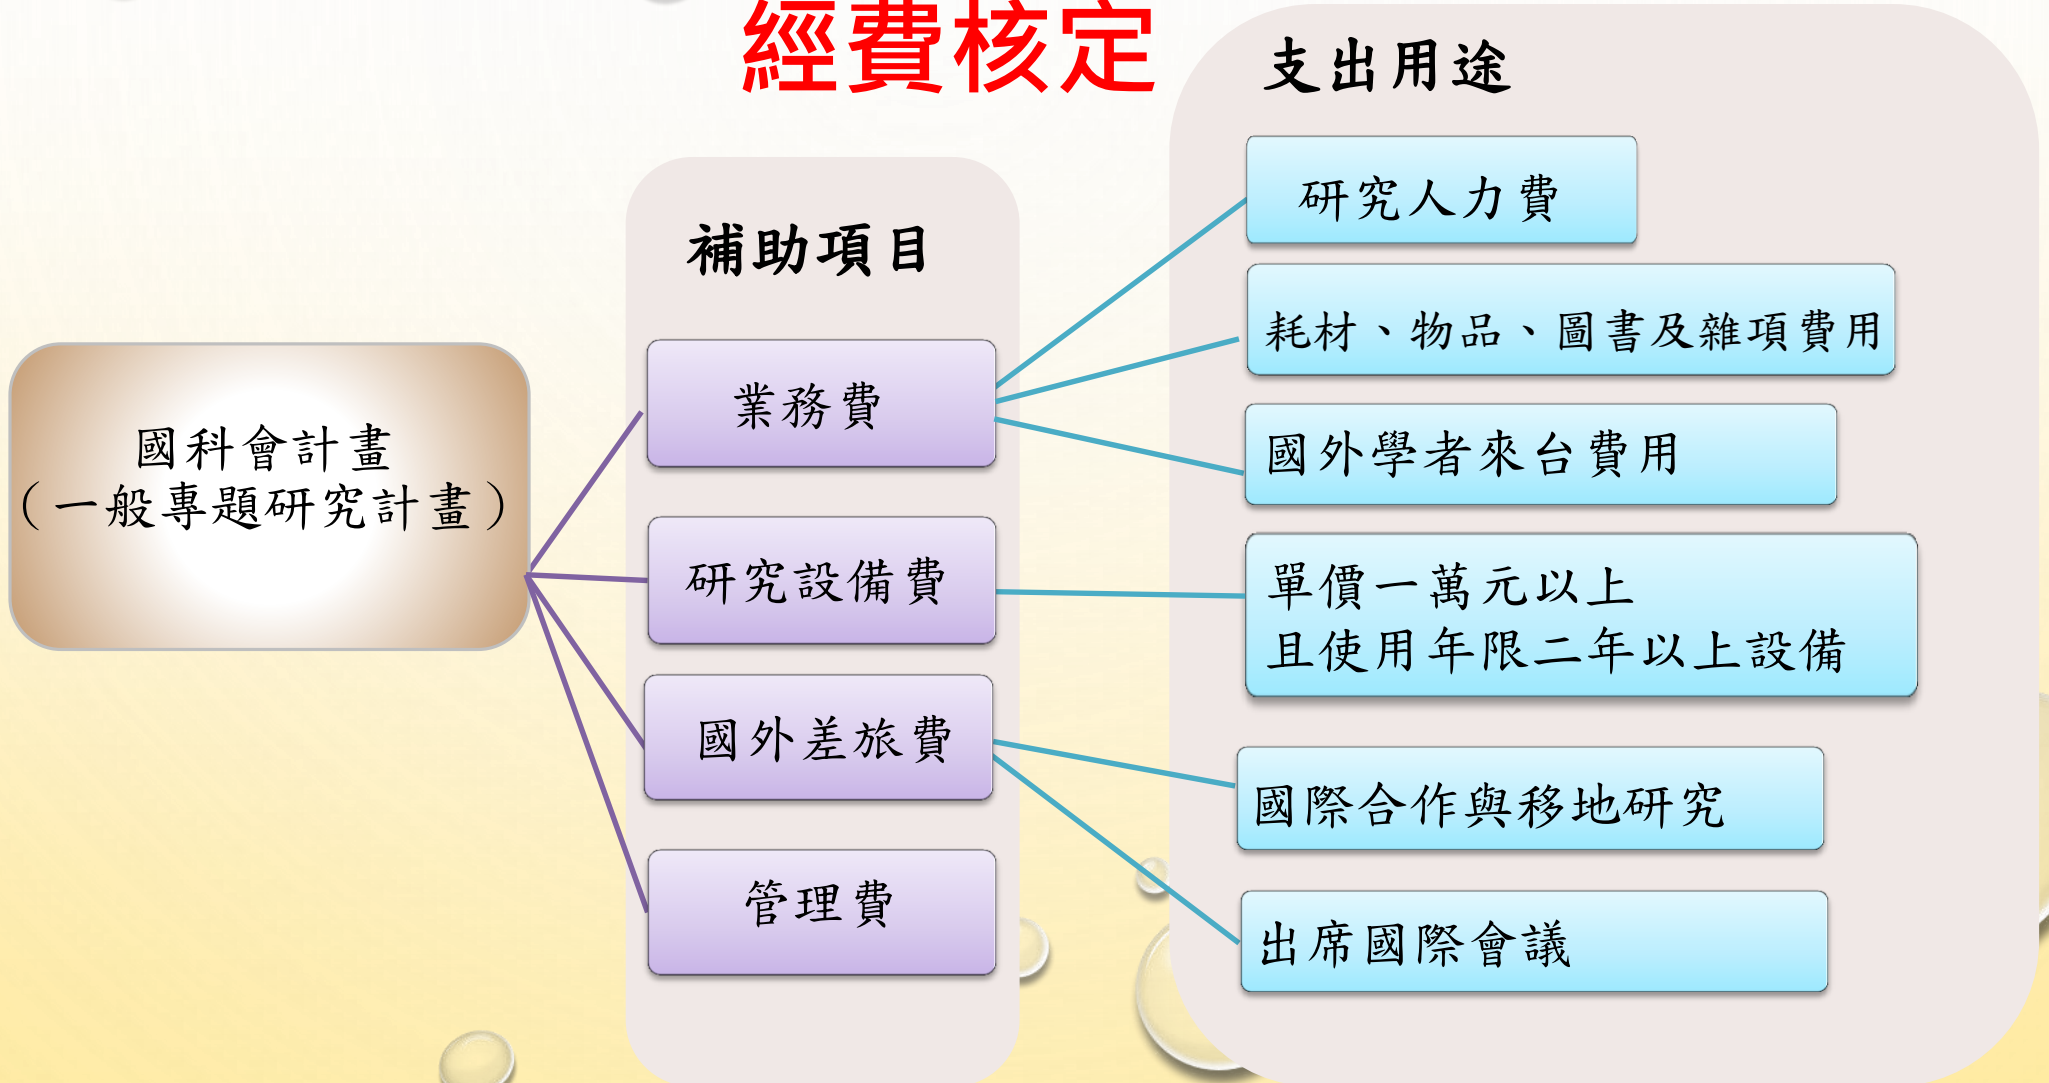 經費核定
國科會計畫
（一般專題研究計畫）
補助項目
業務費
研究設備費
國外差旅費
管理費
支出用途
研究人力費
耗材、物品、圖書及雜項費用
國外學者來台費用
單價一萬元以上
且使用年限二年以上設備
國際合作與移地研究
出席國際會議